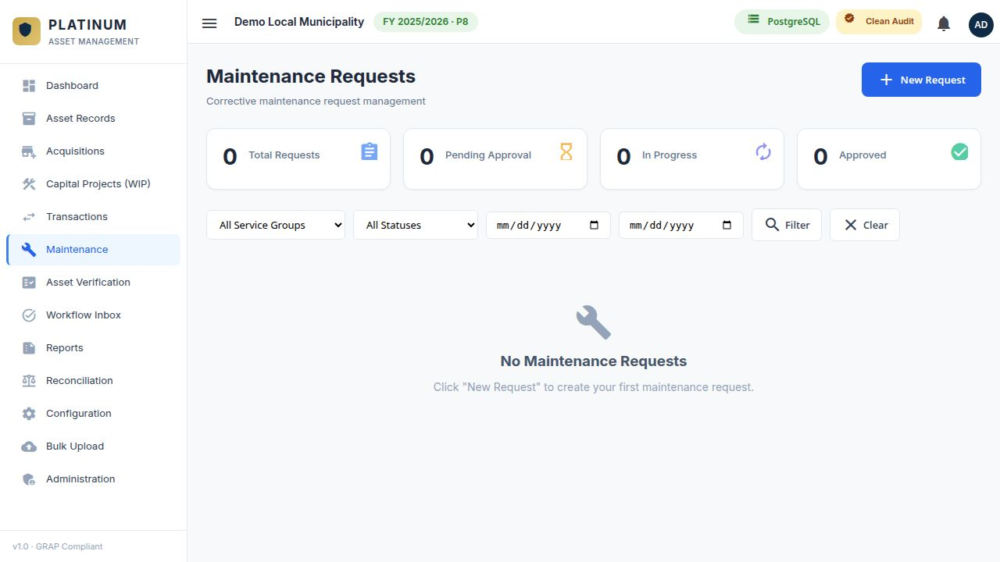 PLATINUM
ASSET MANAGEMENT
Dashboard
Asset Records
Acquisitions
Capital Projects (WIP)
Transactions
Maintenance
Asset Verification
Workflow Inbox
Reports
Reconciliation
Configuration
Bulk Upload
Administration
v1.0 · GRAP Compliant
Demo Local Municipality
FY 2025/2026 · P8
PostgreSQL
Clean Audit
AD
Maintenance Requests
Corrective maintenance request management
New Request
0 Total Requests
0 Pending Approval
0 In Progress
0 Approved
All Service Groups
All Statuses
mm/dd/yyyy
mm/dd/yyyy
Filter
Clear
No Maintenance Requests
Click "New Request" to create your first maintenance request.